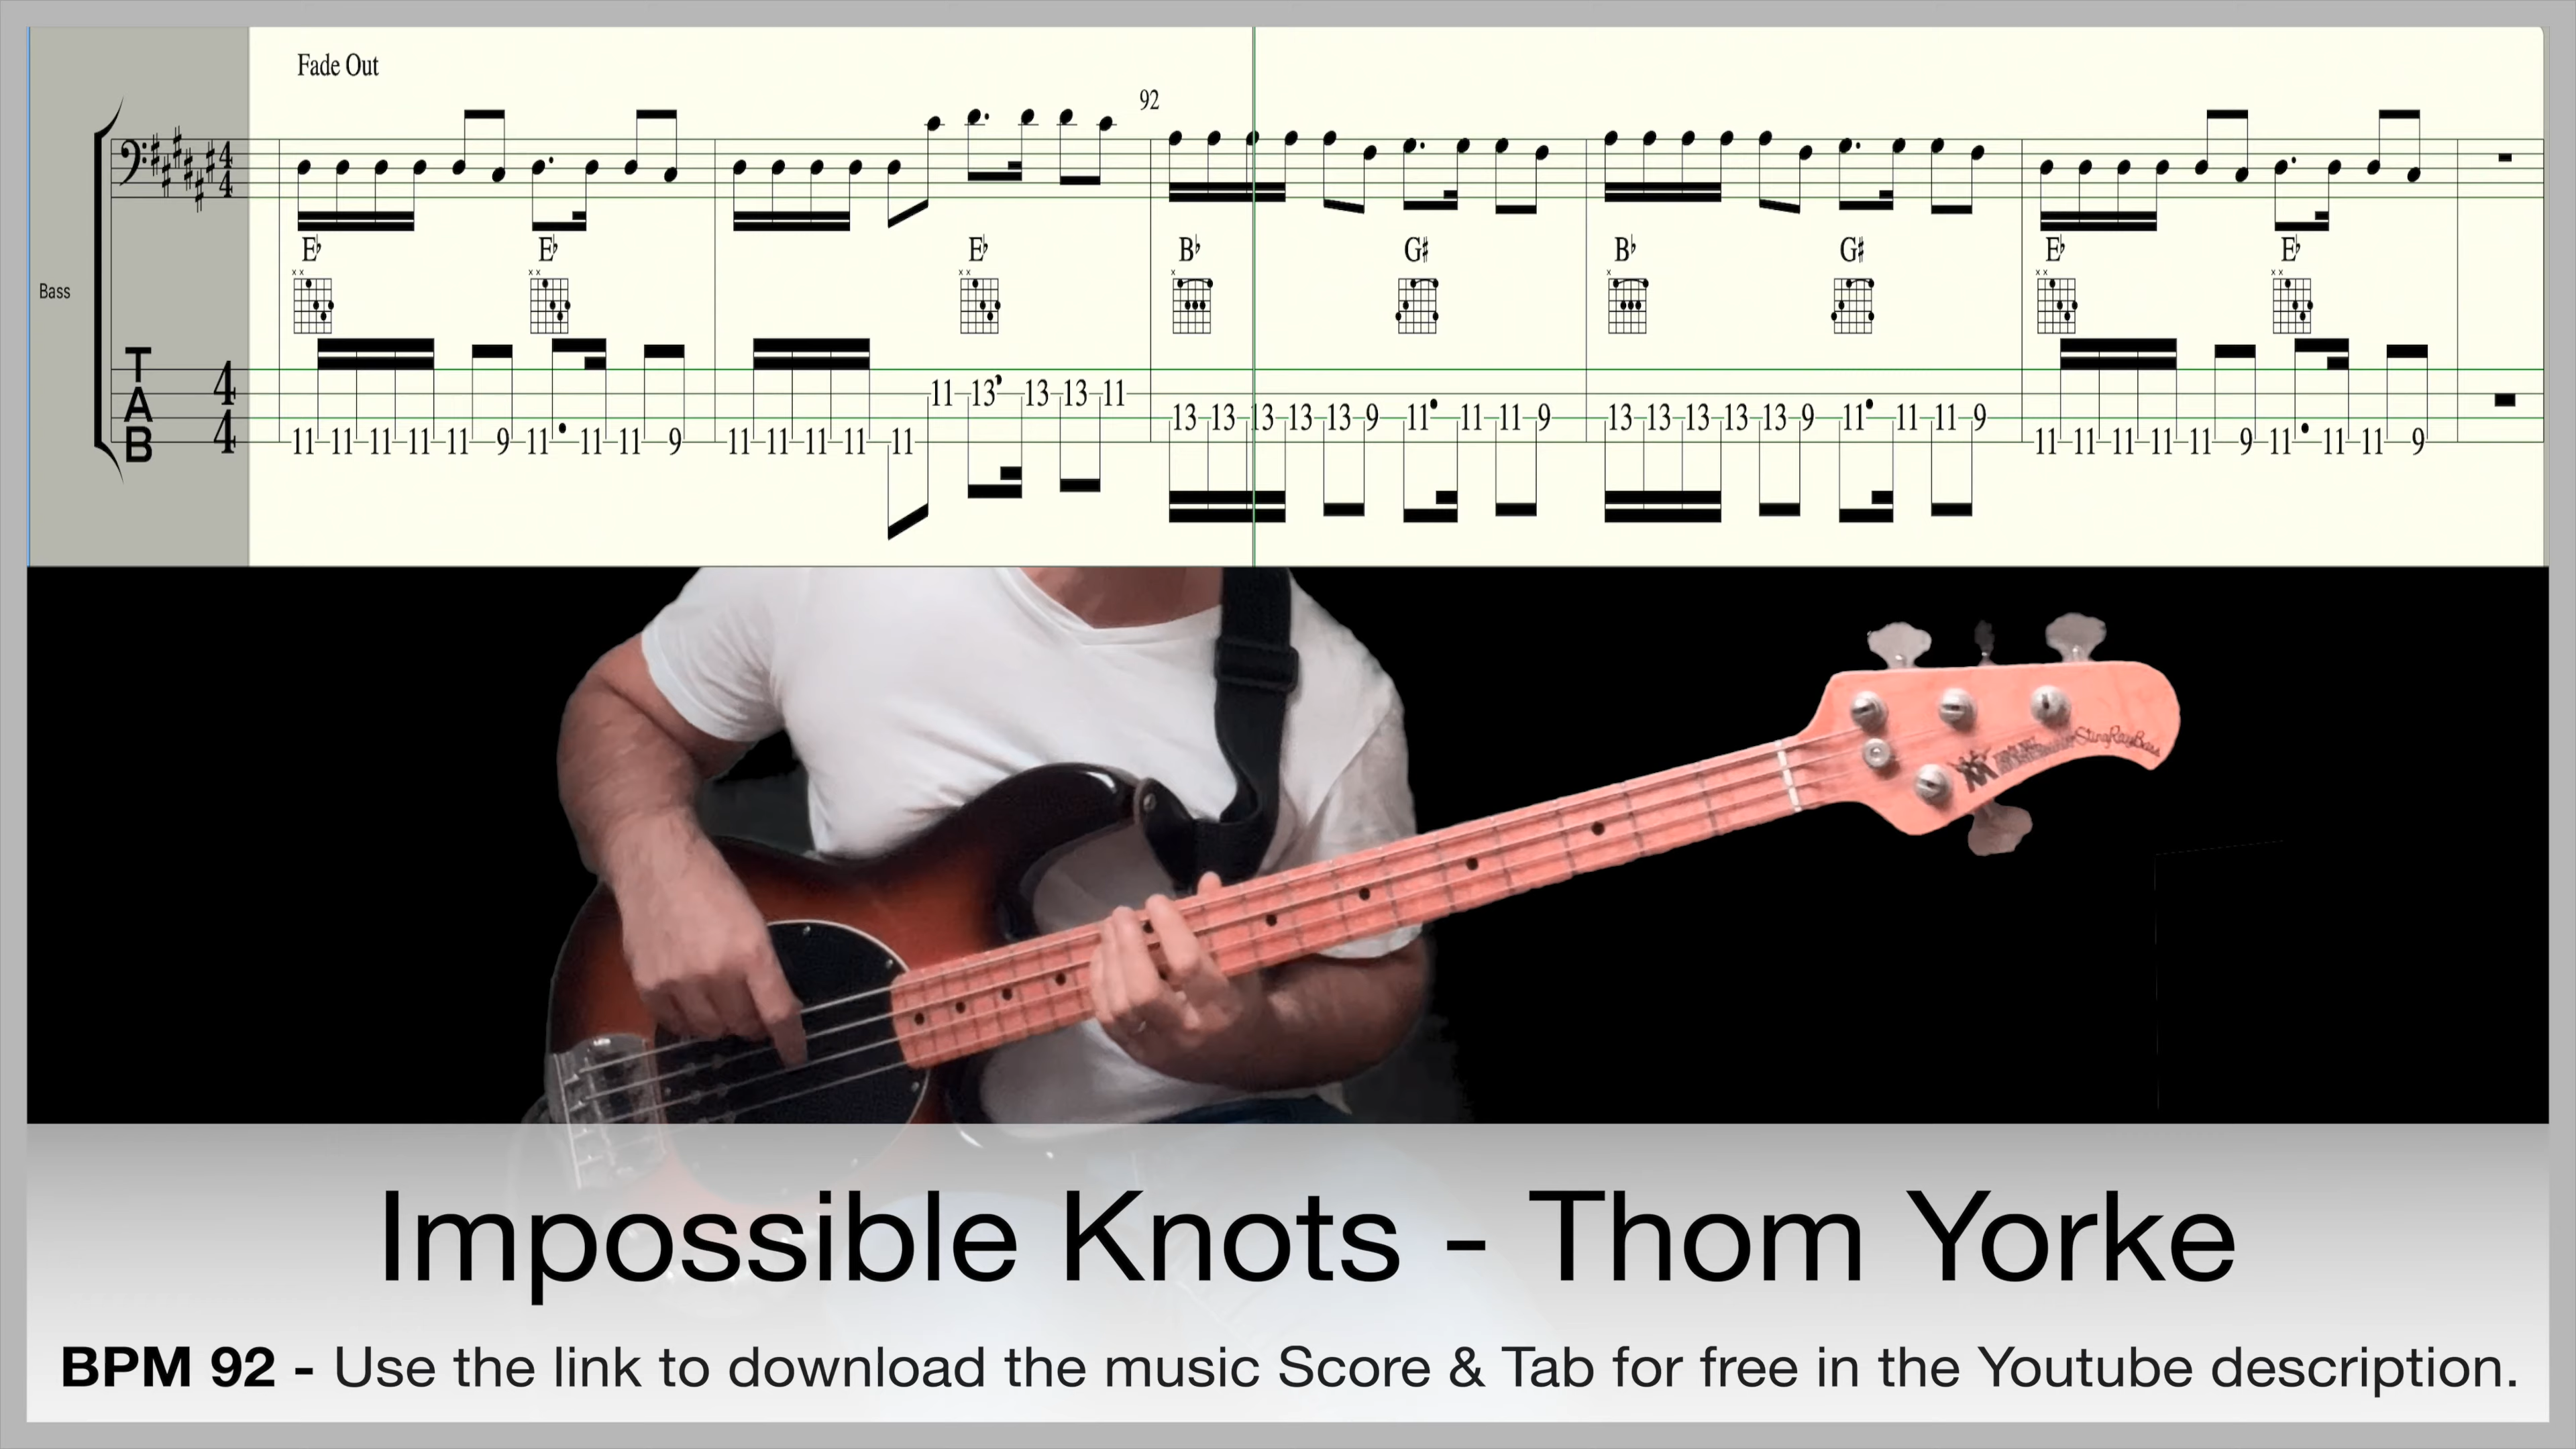 Fade Out
92
4
4
E♭ E♭ E♭ B♭ G♯ B♭ G♯ E♭ E♭
Bass
x x x x x x x x x x x x
T
A
B
4
4
11 13 13 13 11
13 13 13 13 13 9 11 11 11 9 13 13 13 13 13 9 11 11 11 9
11 11 11 11 11 9 11 11 11 9 11 11 11 11 11 11 11 11 11 11 9 11 11 11 9
StingRay Bass
Impossible Knots - Thom Yorke
BPM 92 - Use the link to download the music Score & Tab for free in the Youtube description.